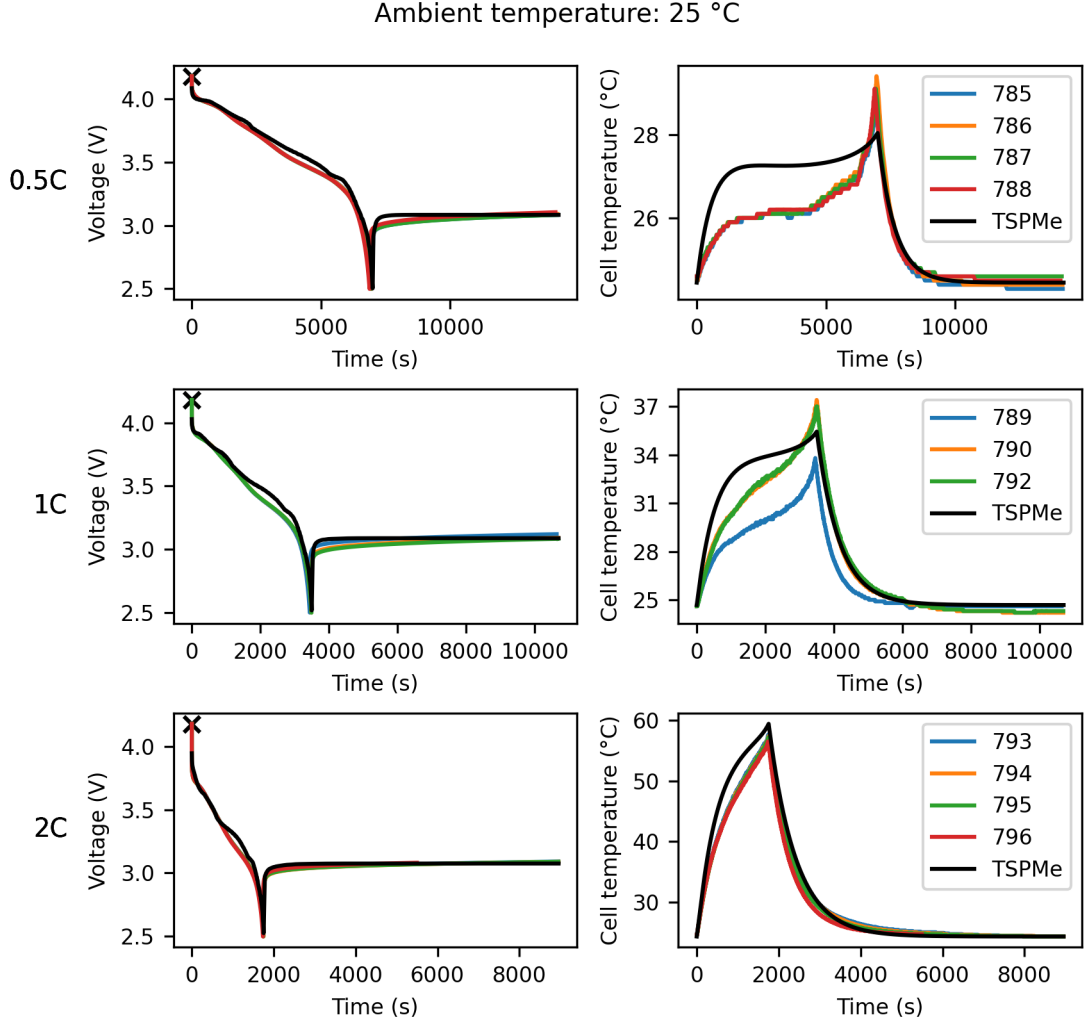 Ambient temperature: 25 °C
0.5C
Voltage (V)
4.0
3.5
3.0
2.5
0 5000 10000
Time (s)
Cell temperature (°C)
28
26
0 5000 10000
Time (s)
785
786
787
788
TSPMe
1C
Voltage (V)
4.0
3.5
3.0
2.5
0 2000 4000 6000 8000 10000
Time (s)
Cell temperature (°C)
37
34
31
28
25
0 2000 4000 6000 8000 10000
Time (s)
789
790
792
TSPMe
2C
Voltage (V)
4.0
3.5
3.0
2.5
0 2000 4000 6000 8000
Time (s)
Cell temperature (°C)
60
50
40
30
0 2000 4000 6000 8000
Time (s)
793
794
795
796
TSPMe